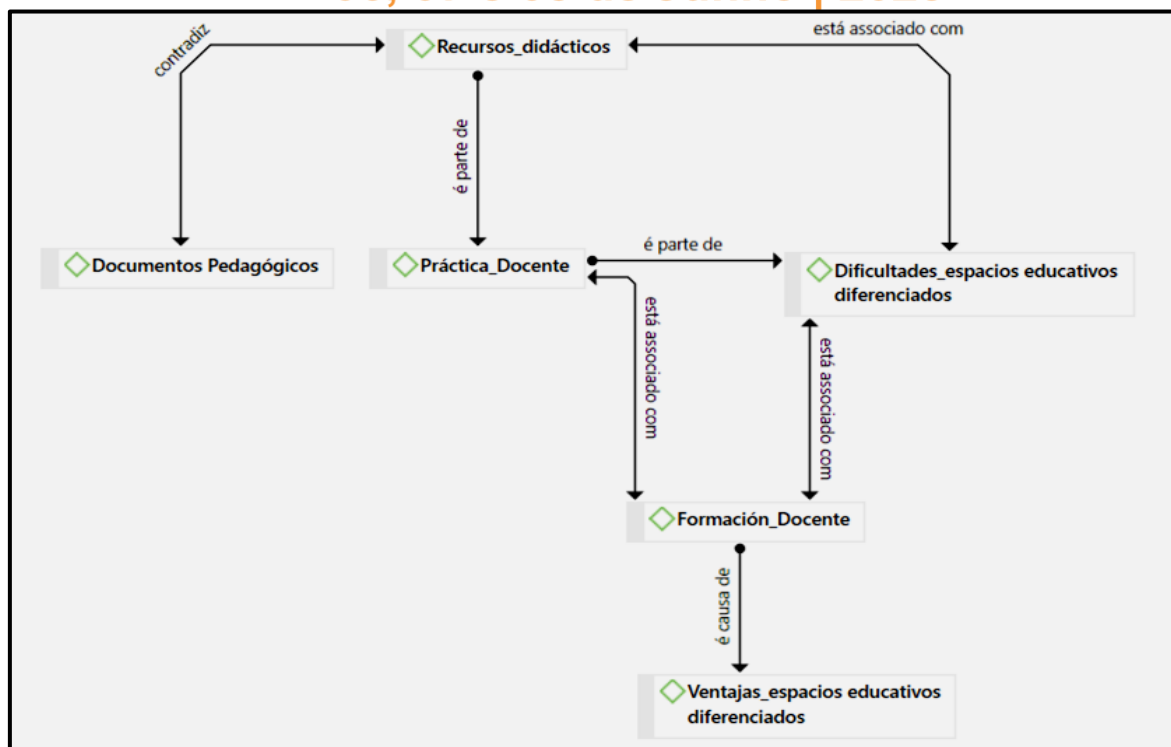 contradiz
Recursos_didácticos
está associado com
é parte de
Documentos Pedagógicos
Práctica_Docente
é parte de
Dificultades_espacios educativos
diferenciados
está associado com
está associado com
Formación_Docente
é causa de
Ventajas_espacios educativos
diferenciados